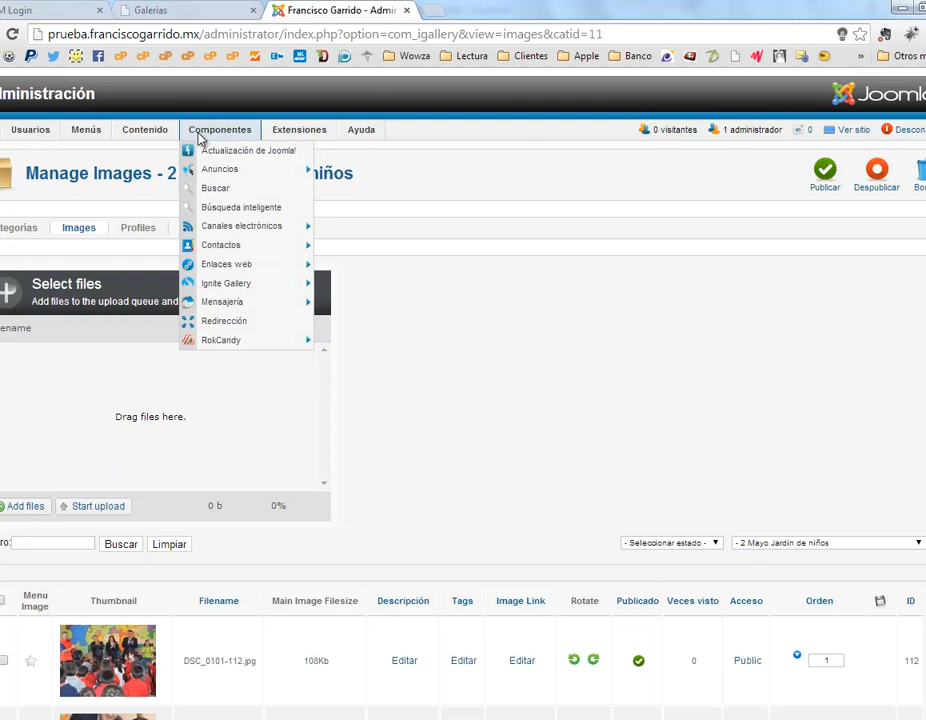 M Login
Galerias
Francisco Garrido - Admi
prueba.franciscogarrido.mx/administrator/index.php?option=com_igallery&view=images&catid=11
Wowza
Lectura
Clientes
Apple
Banco
»
Otros m
ministración
Joomla
Usuarios
Menús
Contenido
Componentes
Extensiones
Ayuda
0 visitantes
1 administrador
0
Ver sitio
Descon
Actualización de Joomla!
Anuncios
Buscar
Búsqueda inteligente
Canales electrónicos
Contactos
Enlaces web
Ignite Gallery
Mensajería
Redirección
RokCandy
Manage Images - 2
niños
Publicar
Despublicar
Bor
tegorias
Images
Profiles
Select files
Add files to the upload queue and
ename
Drag files here.
Add files
Start upload
0 b
0%
ro:
Buscar
Limpiar
- Seleccionar estado -
- 2 Mayo Jardin de niños
Menu Image
Thumbnail
Filename
Main Image Filesize
Descripción
Tags
Image Link
Rotate
Publicado
Veces visto
Acceso
Orden
ID
DSC_0101-112.jpg
108Kb
Editar
Editar
Editar
0
Public
1
112